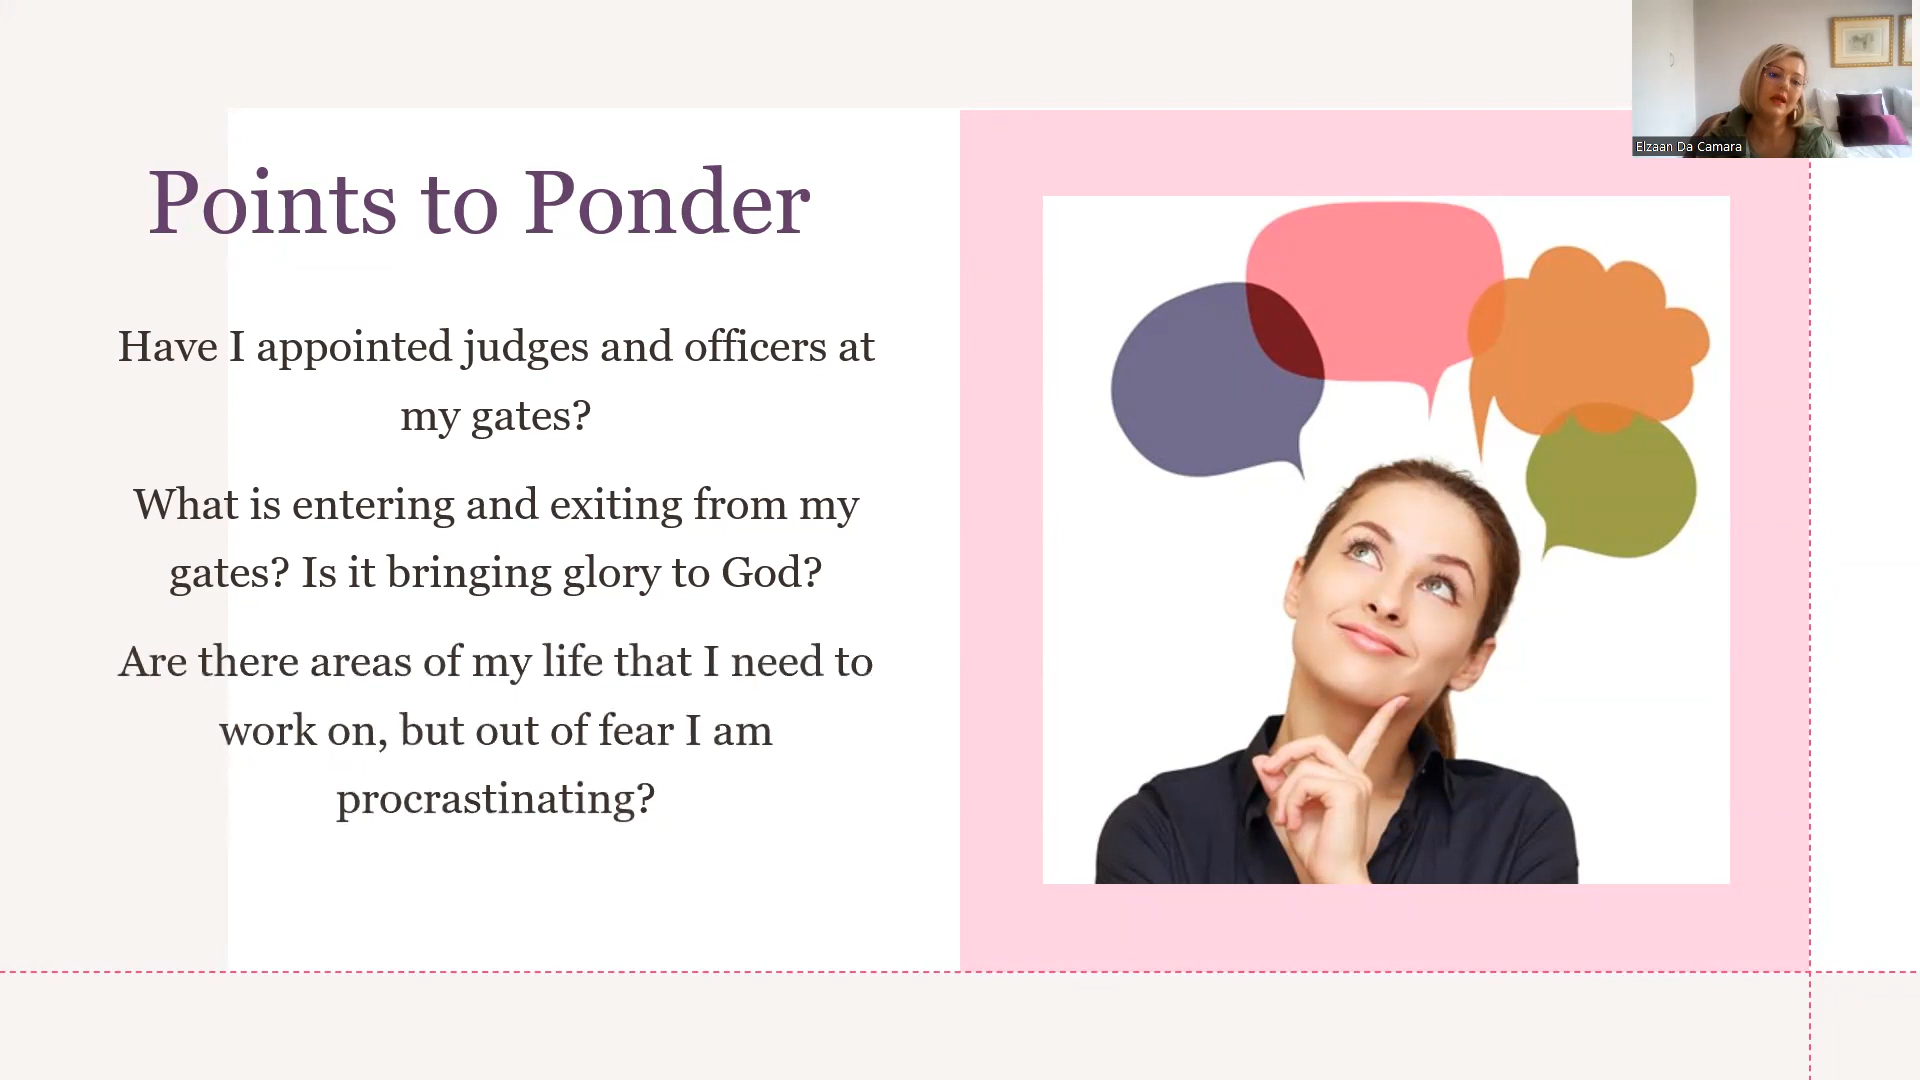 Points to Ponder
Have I appointed judges and officers at
my gates?
What is entering and exiting from my
gates? Is it bringing glory to God?
Are there areas of my life that I need to
work on, but out of fear I am
procrastinating?
Elzaan Da Camara